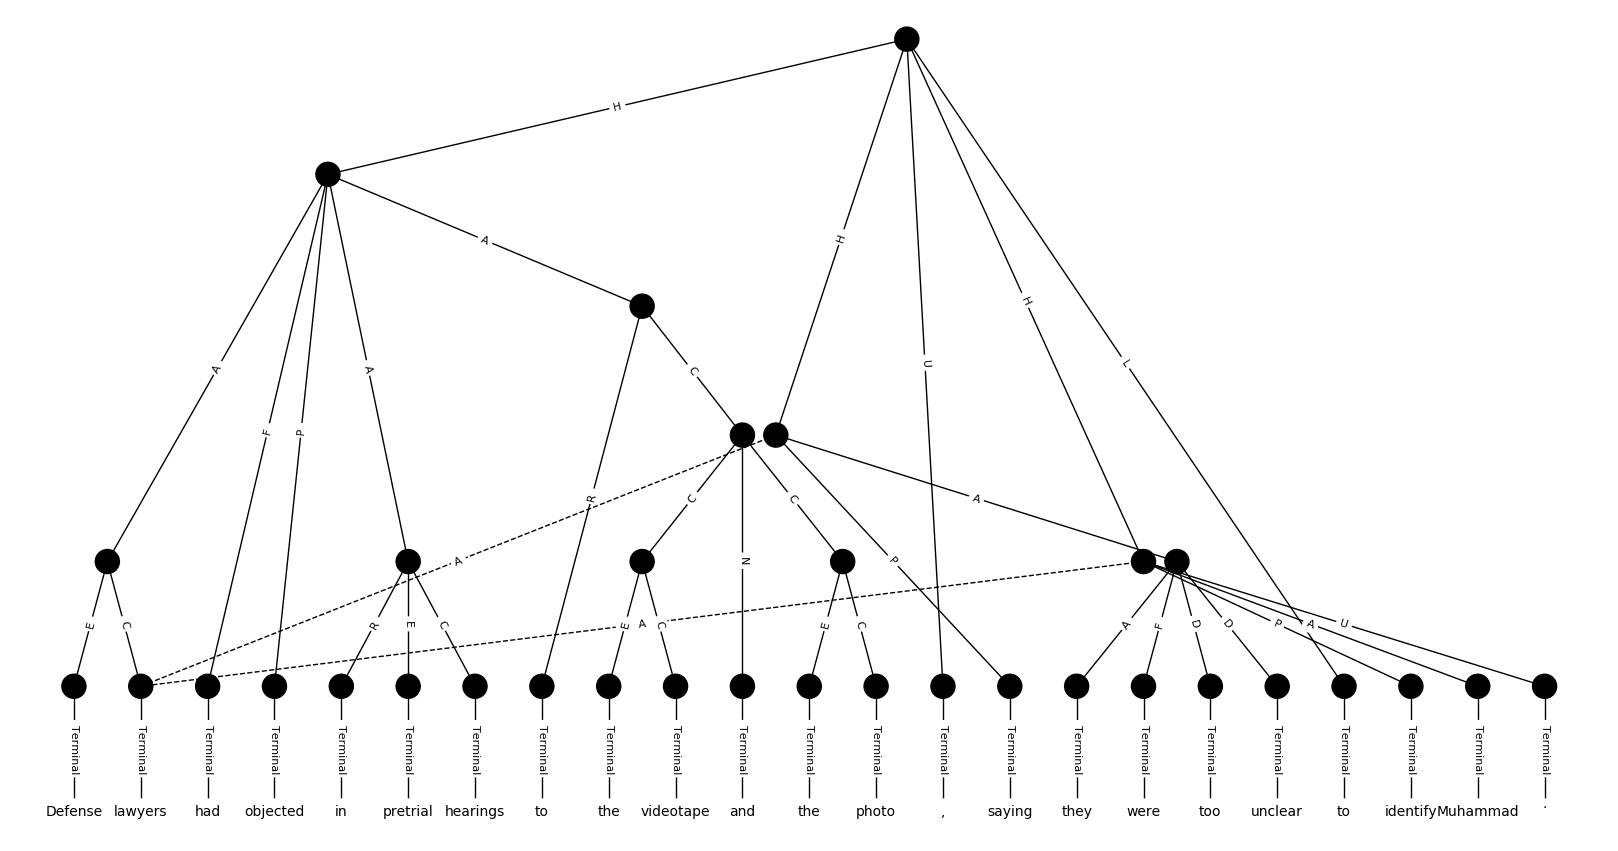 H
A
H
A
H
U
L
A
A
C
F
P
R
C
N
C
A
A
P
E
C
R
E
C
E
A
C
E
C
A
F
D
D
P
A
U
Terminal Terminal Terminal Terminal Terminal Terminal Terminal Terminal Terminal Terminal Terminal Terminal Terminal Terminal Terminal Terminal Terminal Terminal Terminal Terminal Terminal Terminal Terminal
Defense lawyers had objected in pretrial hearings to the videotape and the photo , saying they were too unclear to identify Muhammad .